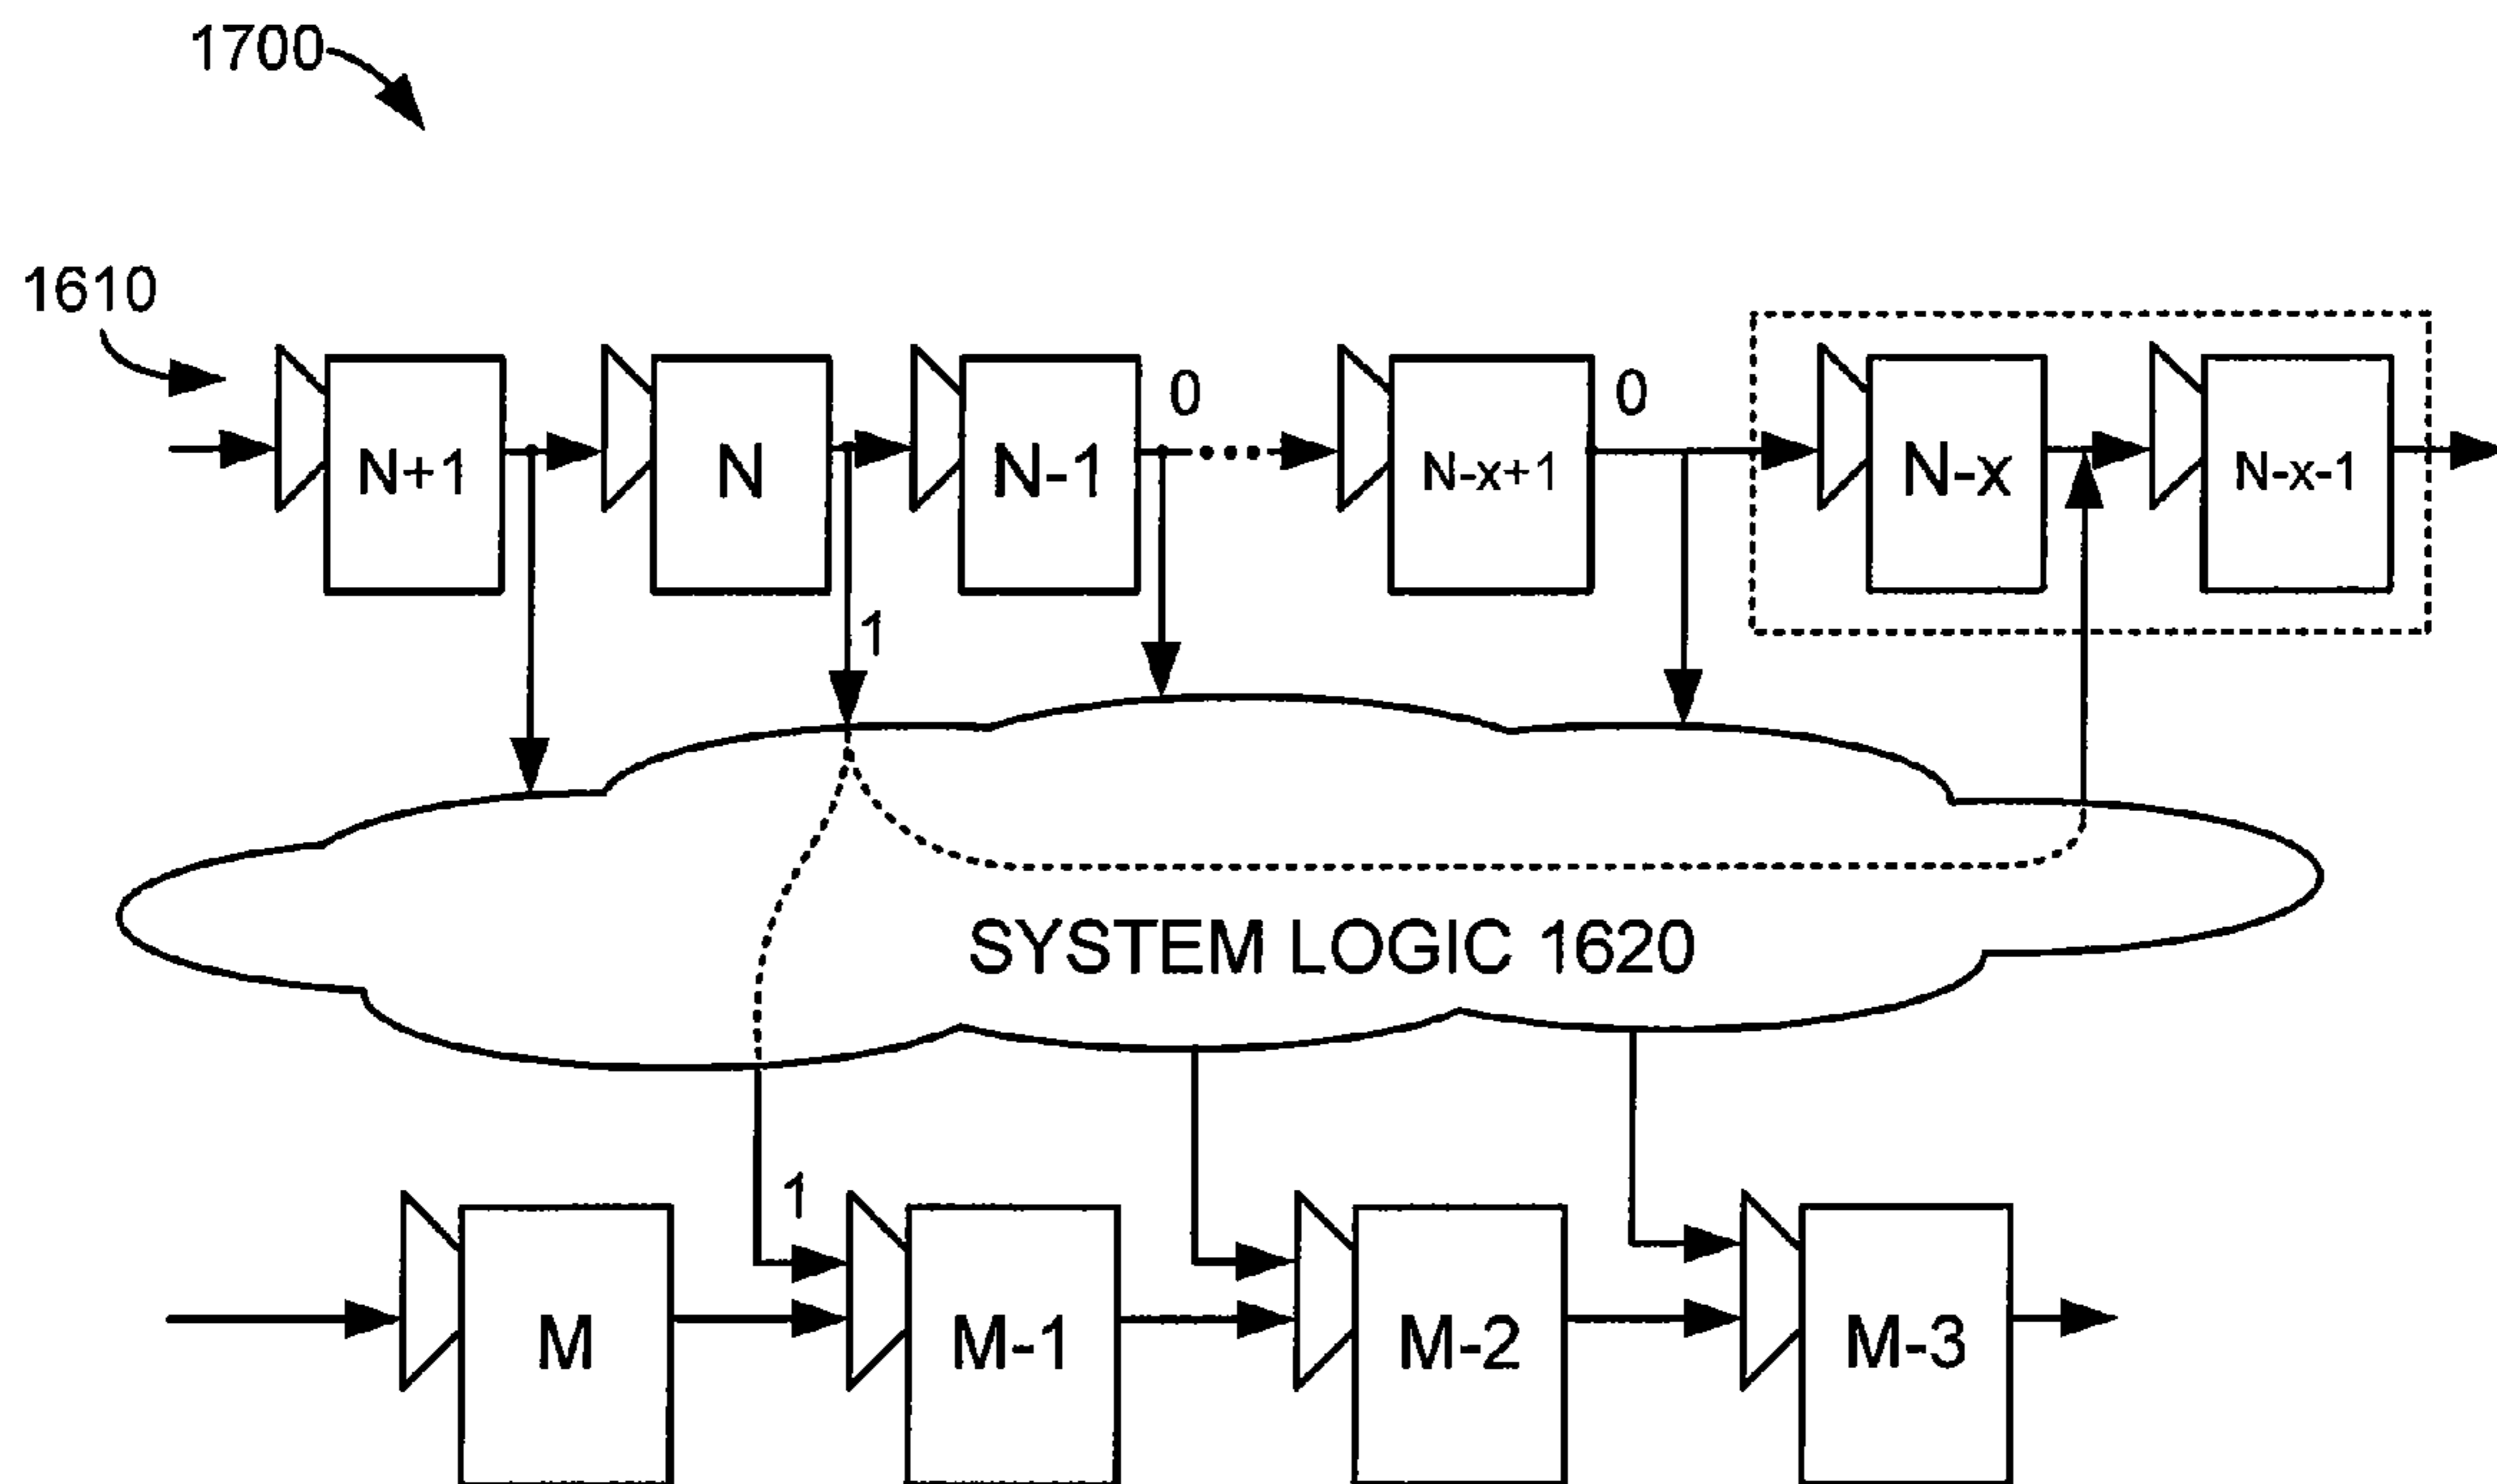 1700
1610
0 0
N+1 N N-1 N-x+1 N-x N-x-1
1
SYSTEM LOGIC 1620
1
M M-1 M-2 M-3